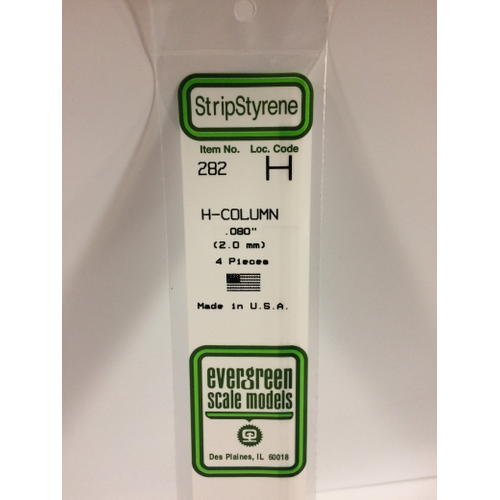 StripStyrene
Item No. Loc. Code
282 H
H-COLUMN
.080"
(2.0 mm)
4 Pieces
Made in U.S.A.
evergreen
scale models
Des Plaines, IL 60018